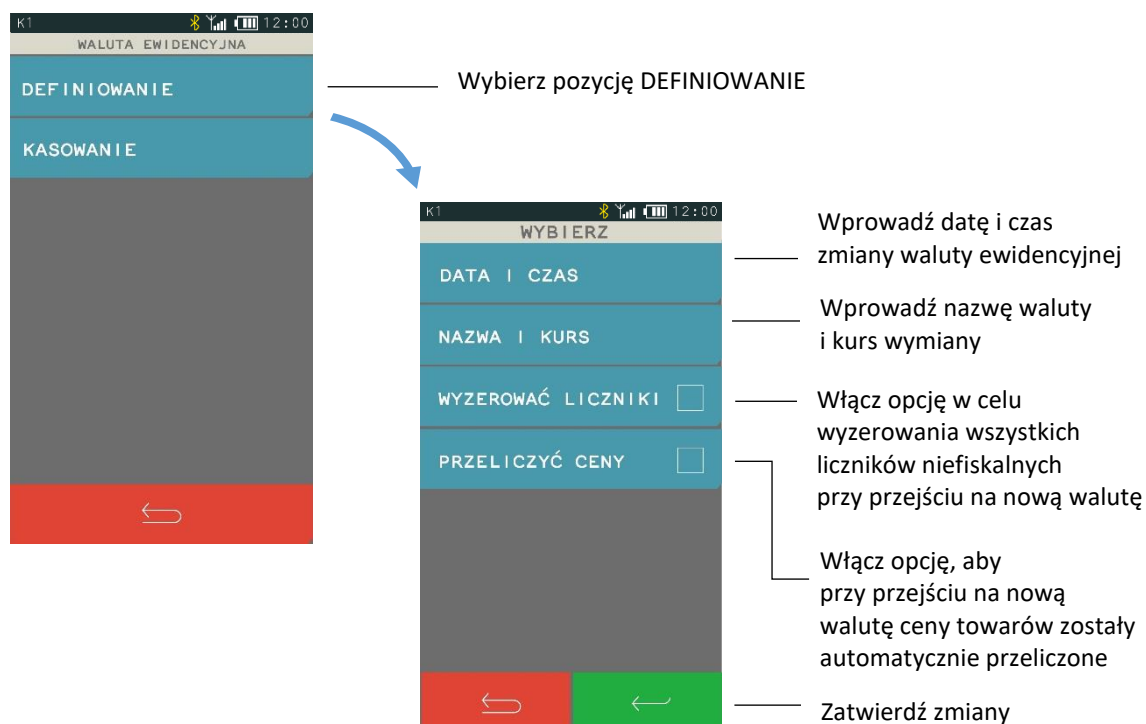 K1 12:00
WALUTA EWIDENCYJNA
DEFINIOWANIE
KASOWANIE
Wybierz pozycję DEFINIOWANIE
K1 12:00
WYBIERZ
DATA I CZAS
NAZWA I KURS
WYZEROWAĆ LICZNIKI
PRZELICZYĆ CENY
Wprowadź datę i czas
zmiany waluty ewidencyjnej
Wprowadź nazwę waluty
i kurs wymiany
Włącz opcję w celu
wyzerowania wszystkich
liczników niefiskalnych
przy przejściu na nową walutę
Włącz opcję, aby
przy przejściu na nową
walutę ceny towarów zostały
automatycznie przeliczone
Zatwierdź zmiany